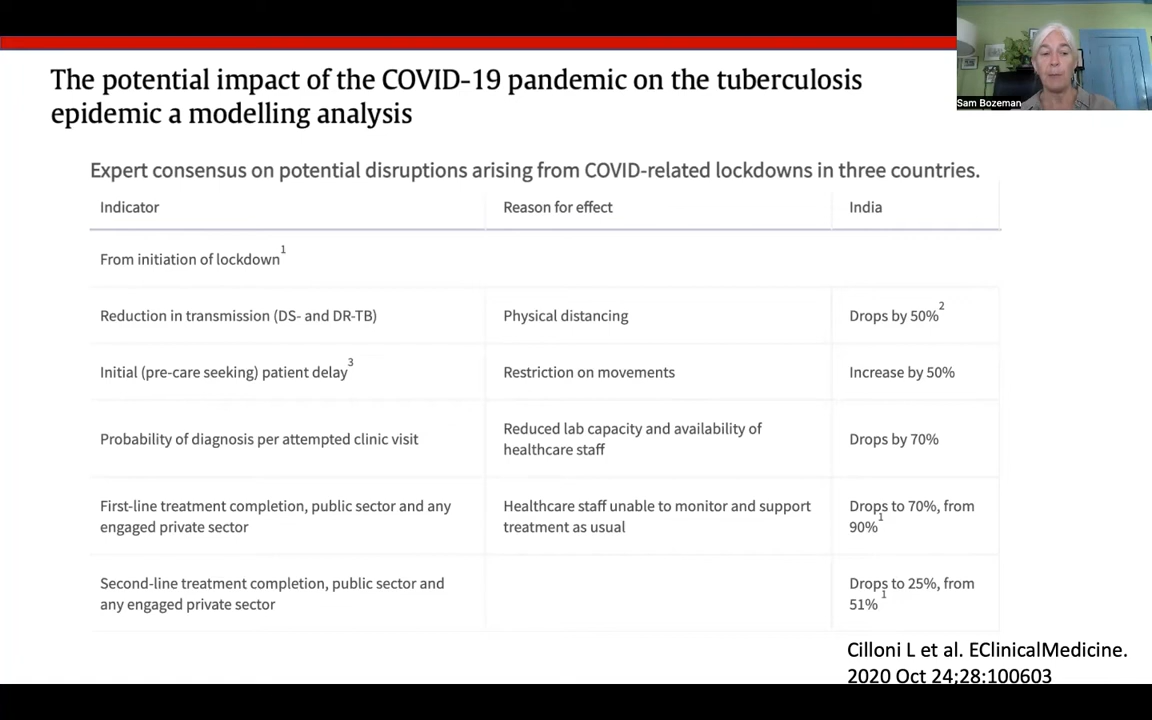 The potential impact of the COVID-19 pandemic on the tuberculosis
epidemic a modelling analysis
Sam Bozeman
Expert consensus on potential disruptions arising from COVID-related lockdowns in three countries.
Indicator
Reason for effect
India
From initiation of lockdown1
Reduction in transmission (DS- and DR-TB)
Physical distancing
Drops by 50%2
Initial (pre-care seeking) patient delay3
Restriction on movements
Increase by 50%
Probability of diagnosis per attempted clinic visit
Reduced lab capacity and availability of
healthcare staff
Drops by 70%
First-line treatment completion, public sector and any
engaged private sector
Healthcare staff unable to monitor and support
treatment as usual
Drops to 70%, from
90%1
Second-line treatment completion, public sector and
any engaged private sector
Drops to 25%, from
51%1
Cilloni L et al. EClinicalMedicine.
2020 Oct 24;28:100603